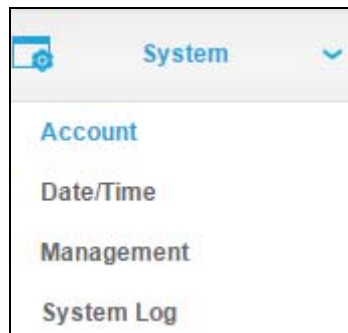 System
Account
Date/Time
Management
System Log